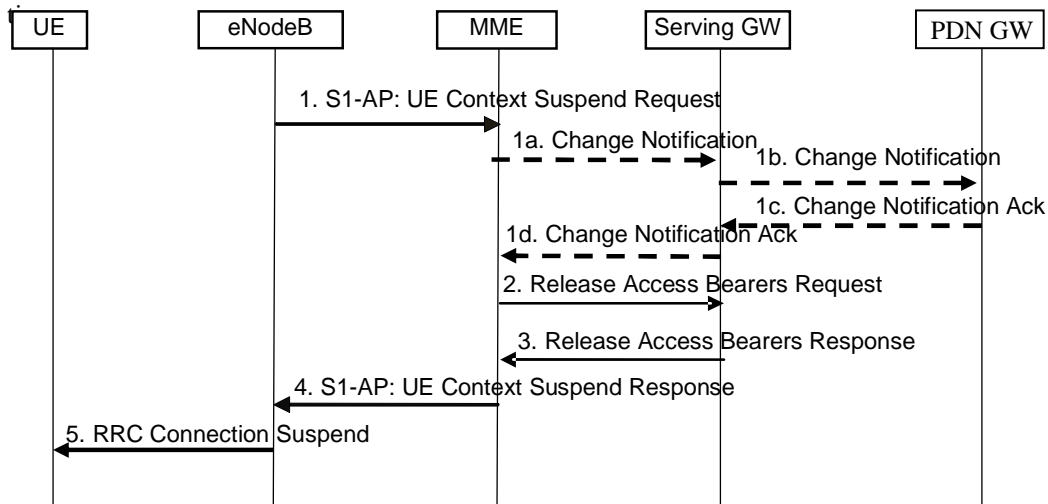 UE
eNodeB
MME
Serving GW
PDN GW
1. S1-AP: UE Context Suspend Request
1a. Change Notification
1b. Change Notification
1c. Change Notification Ack
1d. Change Notification Ack
2. Release Access Bearers Request
3. Release Access Bearers Response
4. S1-AP: UE Context Suspend Response
5. RRC Connection Suspend